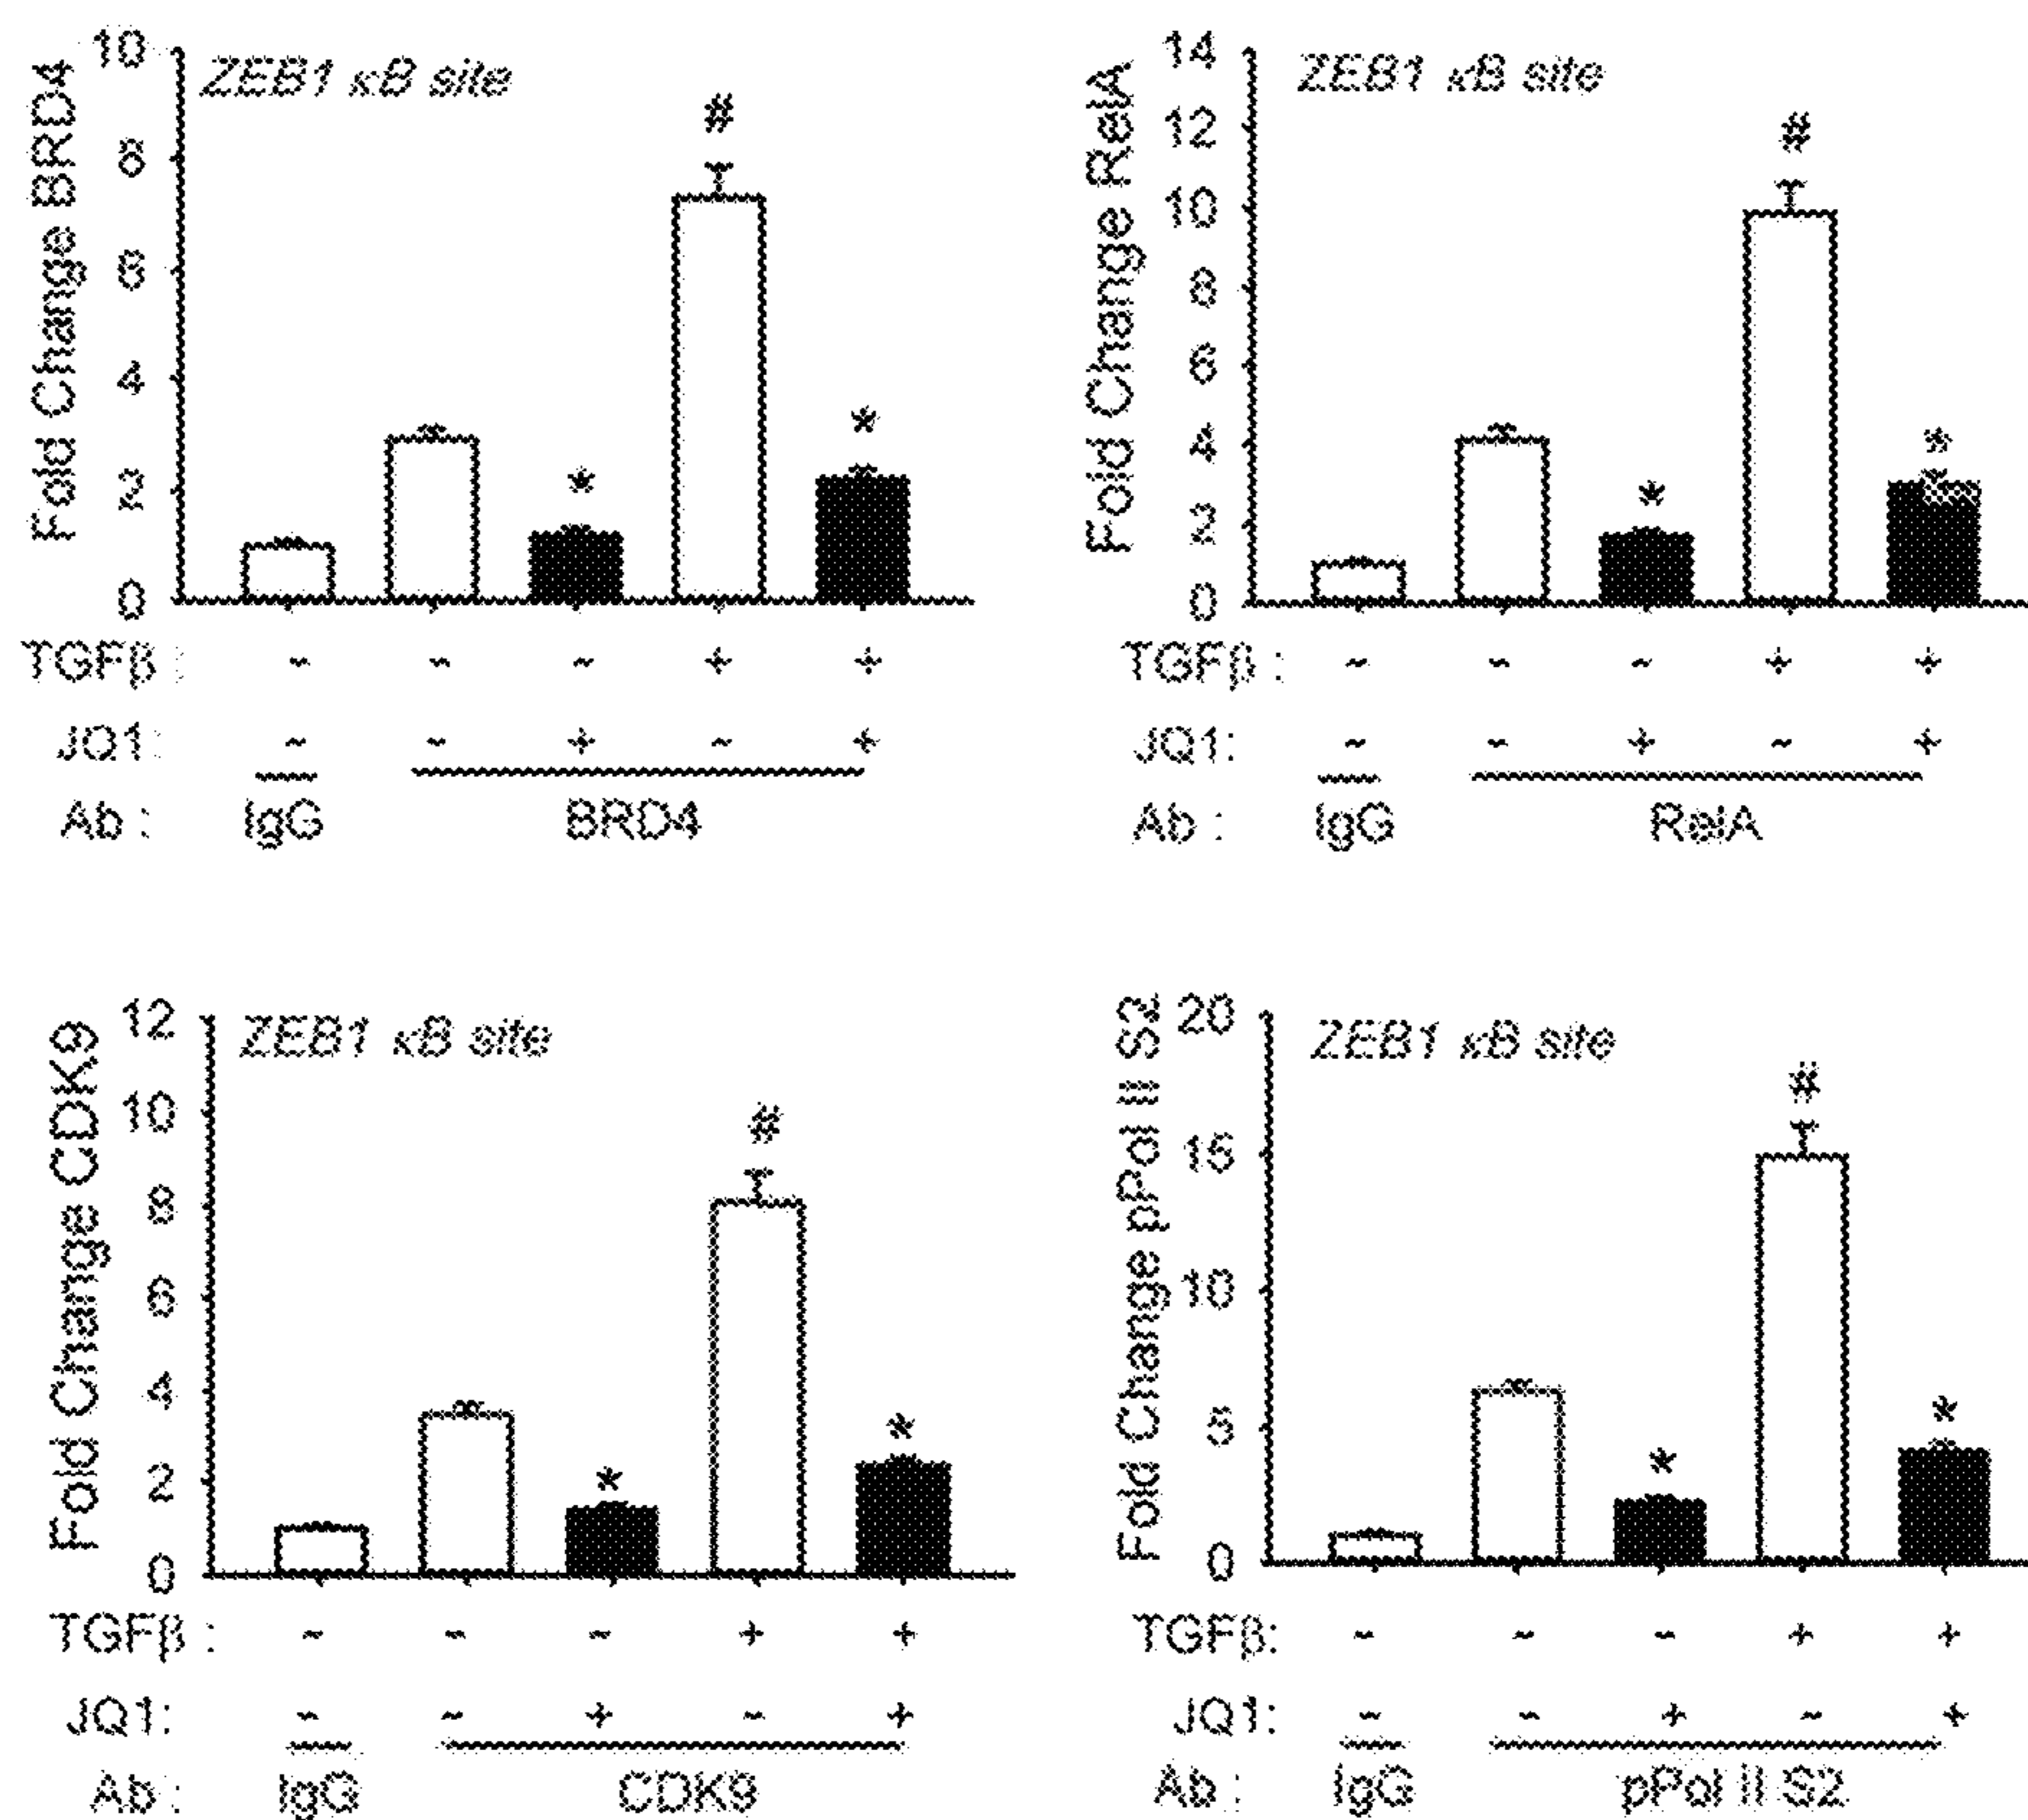 Fold Change BRD4
ZEB1 κB site
10
8
6
4
2
0
#
*
*
TGFβ : - - - + +
JQ1: - - + - +
Ab : IgG BRD4
Fold Change RelA
ZEB1 κB site
14
12
10
8
6
4
2
0
#
*
*
TGFβ : - - - + +
JQ1: - - + - +
Ab : IgG RelA
Fold Change CDK9
ZEB1 κB site
12
10
8
6
4
2
0
#
*
*
TGFβ : - - - + +
JQ1: - - + - +
Ab : IgG CDK9
Fold Change pPol II S2
ZEB1 κB site
20
15
10
5
0
#
*
*
TGFβ: - - - + +
JQ1: - - + - +
Ab : IgG pPol II S2